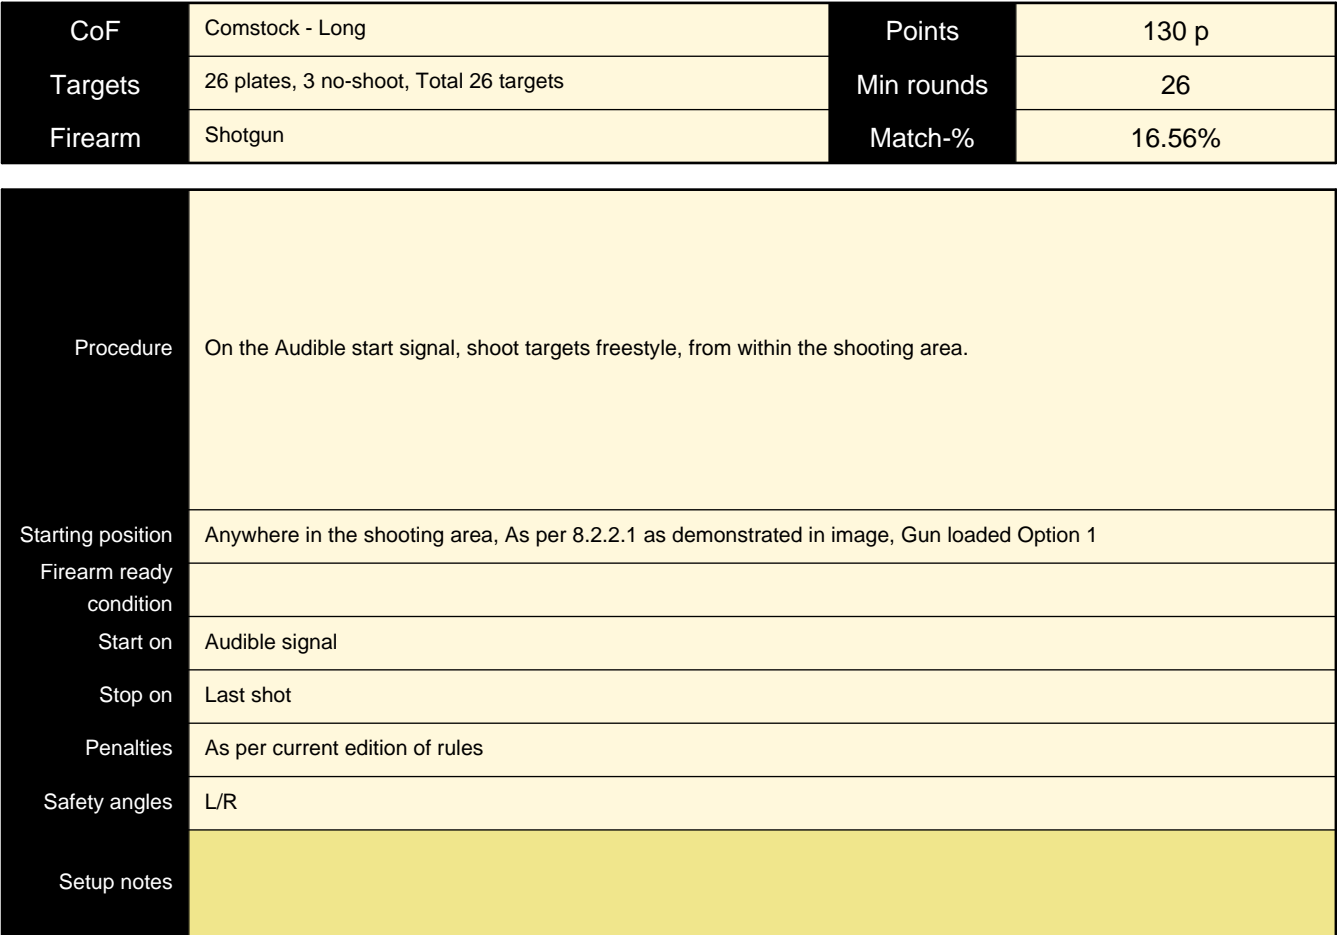 CoF Comstock - Long Points 130 p
Targets 26 plates, 3 no-shoot, Total 26 targets Min rounds 26
Firearm Shotgun Match-% 16.56%
Procedure On the Audible start signal, shoot targets freestyle, from within the shooting area.
Starting position Anywhere in the shooting area, As per 8.2.2.1 as demonstrated in image, Gun loaded Option 1
Firearm ready
condition
Start on Audible signal
Stop on Last shot
Penalties As per current edition of rules
Safety angles L/R
Setup notes